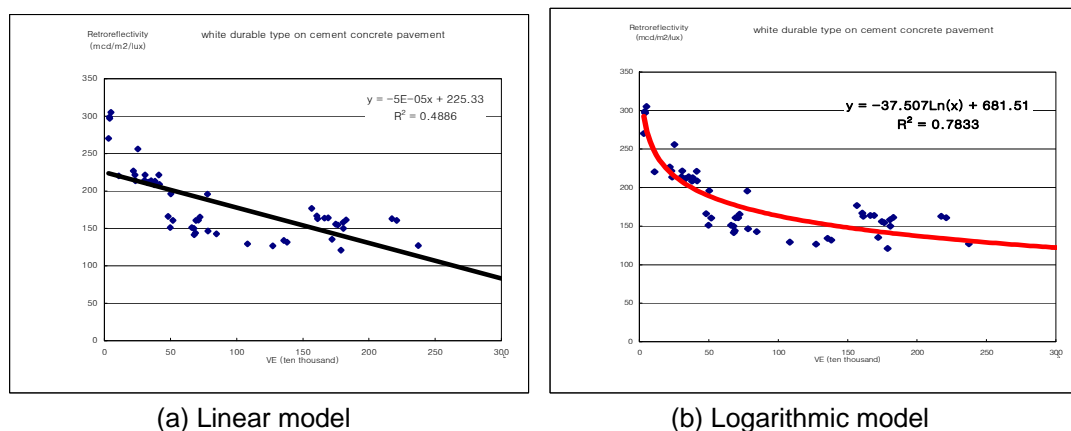 Retroreflectivity
(mcd/m2/lux)
white durable type on cement concrete pavement
350
300
250
200
150
100
50
0
y = -5E-05x + 225.33
R² = 0.4886
0 50 100 150 200 250 300
VE (ten thousand)
(a) Linear model
Retroreflectivity
(mcd/m2/lux)
white durable type on cement concrete pavement
350
300
250
200
150
100
50
0
y = -37.507Ln(x) + 681.51
R² = 0.7833
0 50 100 150 200 250 300
VE (ten thousand)
(b) Logarithmic model